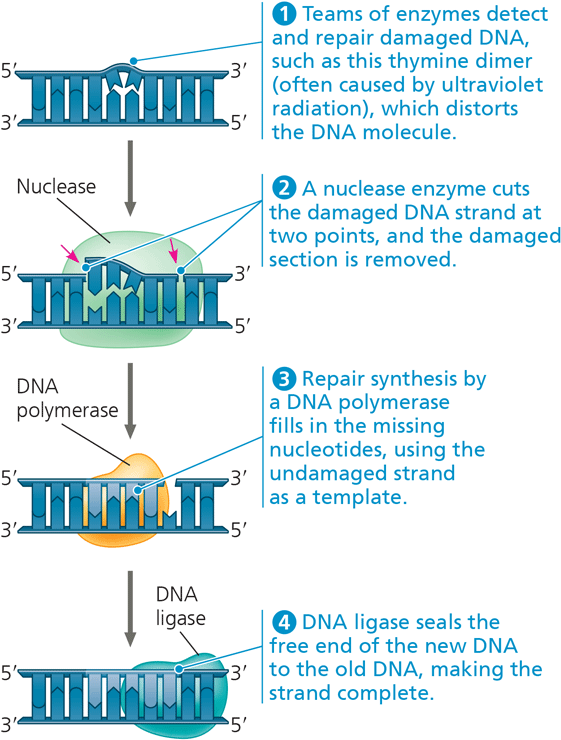 1 Teams of enzymes detect
and repair damaged DNA,
such as this thymine dimer
(often caused by ultraviolet
radiation), which distorts
the DNA molecule.
5′ 3′
3′ 5′
Nuclease
2 A nuclease enzyme cuts
the damaged DNA strand at
two points, and the damaged
section is removed.
5′ 3′
3′ 5′
DNA
polymerase
3 Repair synthesis by
a DNA polymerase
fills in the missing
nucleotides, using the
undamaged strand
as a template.
5′ 3′
3′ 5′
DNA
ligase
4 DNA ligase seals the
free end of the new DNA
to the old DNA, making the
strand complete.
5′ 3′
3′ 5′